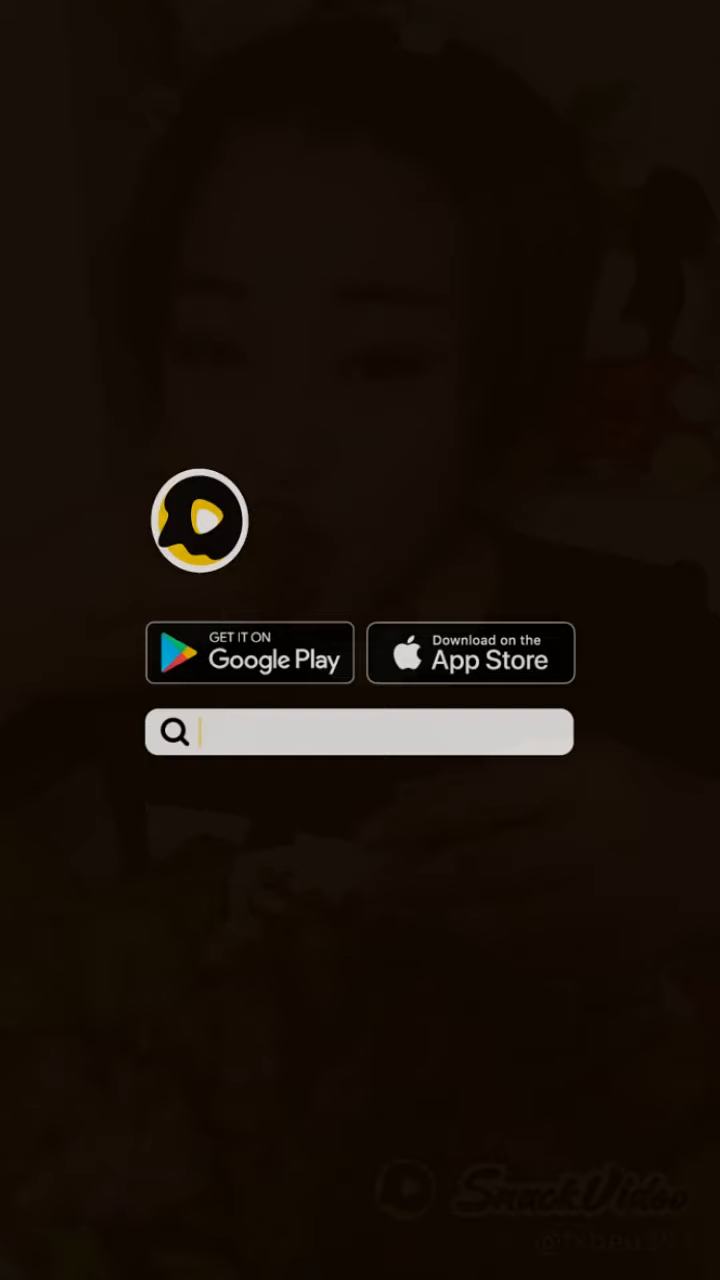 GET IT ON
Google Play
Download on the
App Store
SnackVideo